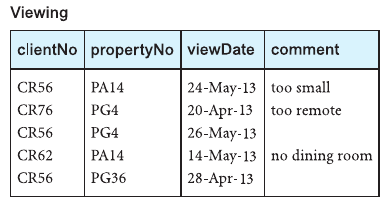 Viewing
clientNo propertyNo viewDate comment
CR56 PA14 24-May-13 too small
CR76 PG4 20-Apr-13 too remote
CR56 PG4 26-May-13
CR62 PA14 14-May-13 no dining room
CR56 PG36 28-Apr-13